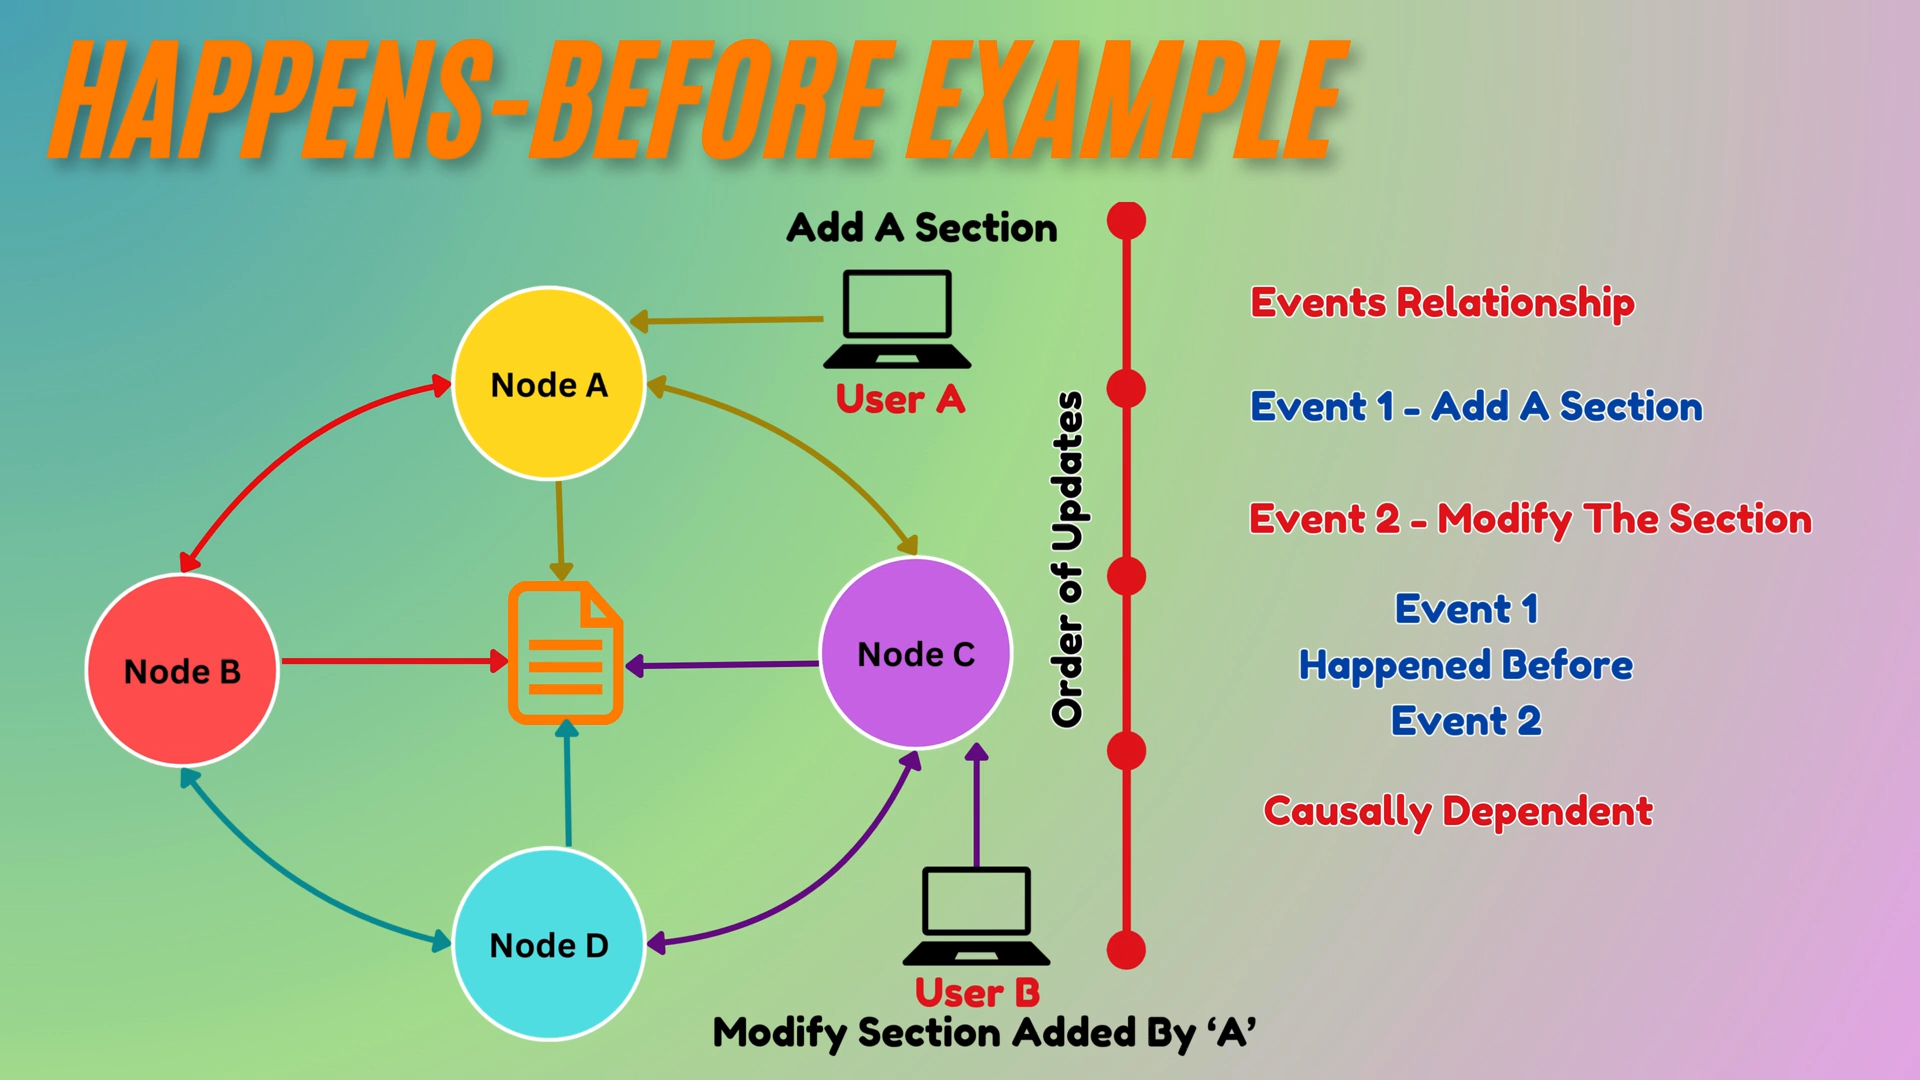 HAPPENS-BEFORE EXAMPLE
Add A Section
User A
Node A
Node B
Node C
Node D
User B
Modify Section Added By ‘A’
Order of Updates
Events Relationship
Event 1 - Add A Section
Event 2 - Modify The Section
Event 1
Happened Before
Event 2
Causally Dependent